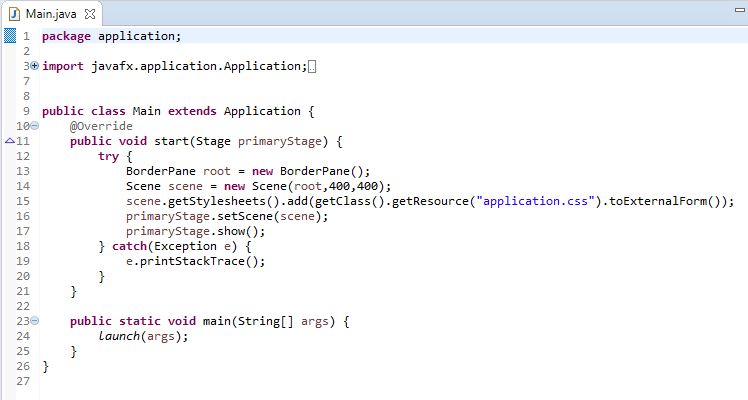 Main.java
1 package application;
2
3 import javafx.application.Application;
7
8
9 public class Main extends Application {
10     @Override
11     public void start(Stage primaryStage) {
12         try {
13             BorderPane root = new BorderPane();
14             Scene scene = new Scene(root,400,400);
15             scene.getStylesheets().add(getClass().getResource("application.css").toExternalForm());
16             primaryStage.setScene(scene);
17             primaryStage.show();
18         } catch(Exception e) {
19             e.printStackTrace();
20         }
21     }
22
23     public static void main(String[] args) {
24         launch(args);
25     }
26 }
27